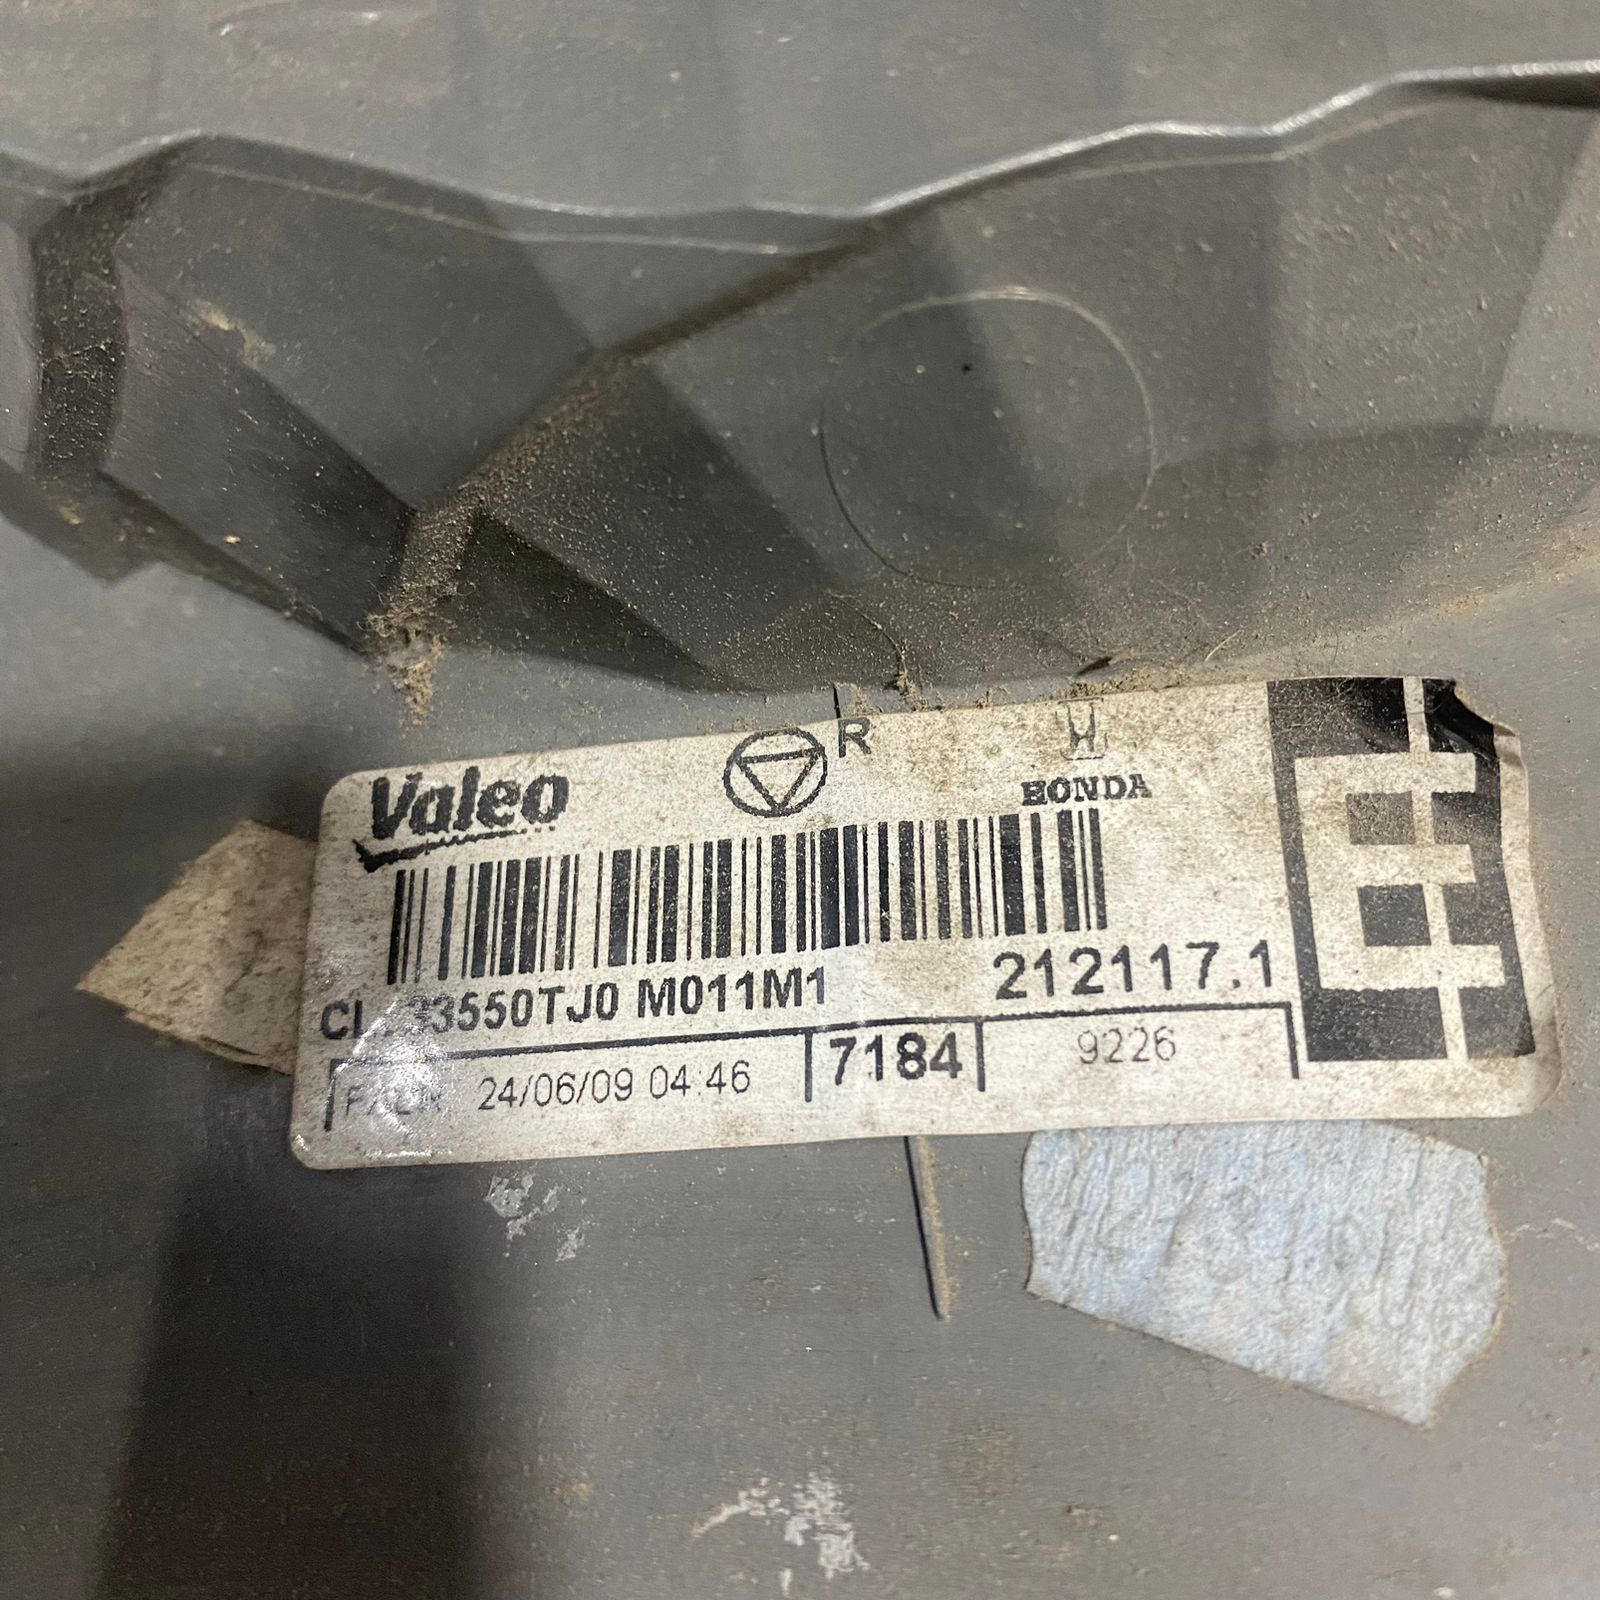 Valeo R
HONDA
33550TJ0 M011M1 212117.1
24/06/09 04:46 7184 9226